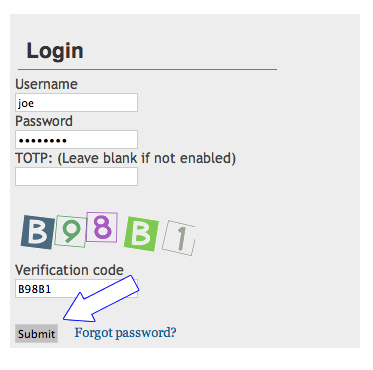 Login
Username
joe
Password
••••••••
TOTP: (Leave blank if not enabled)
B98B1
Verification code
B98B1
Submit Forgot password?